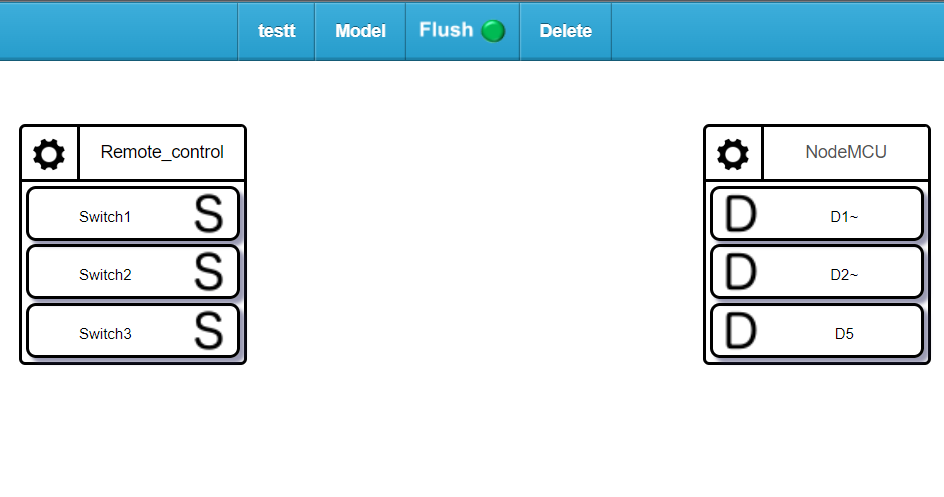 testt Model Flush Delete
Remote_control
Switch1 S
Switch2 S
Switch3 S
NodeMCU
D D1~
D D2~
D D5